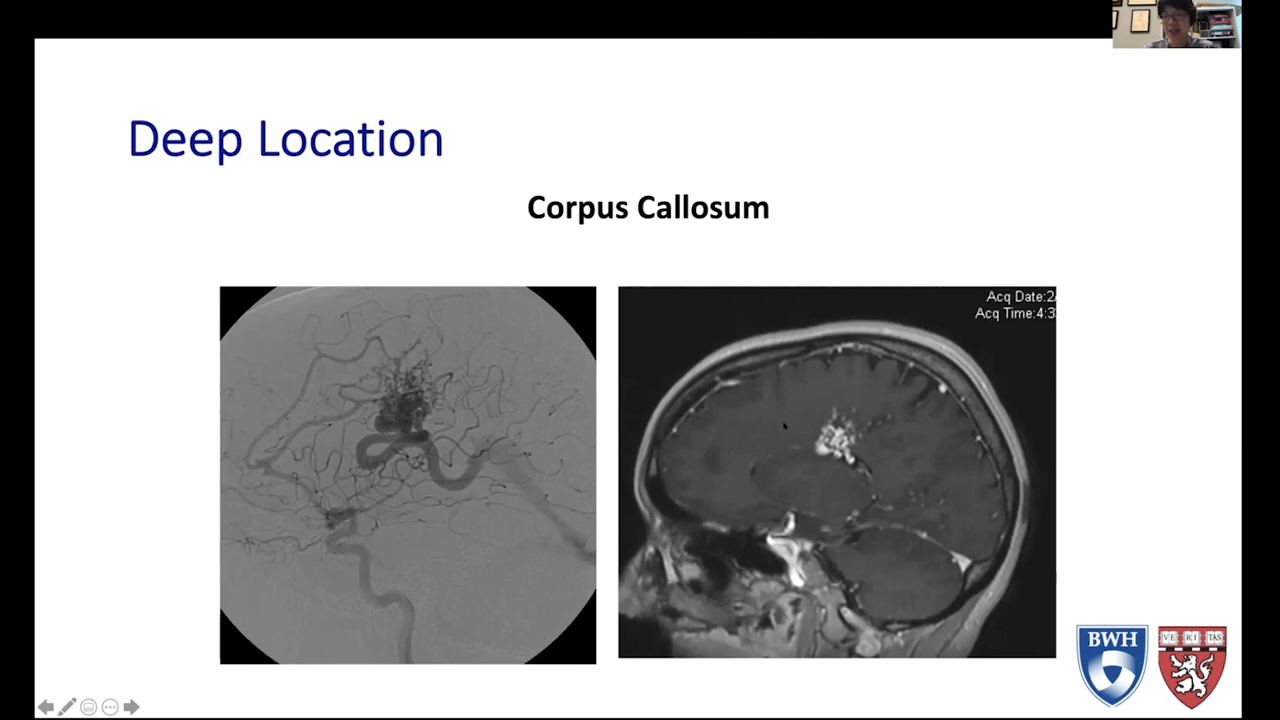 Deep Location
Corpus Callosum
Acq Date:2
Acq Time:4:3
BWH
VE RI TAS